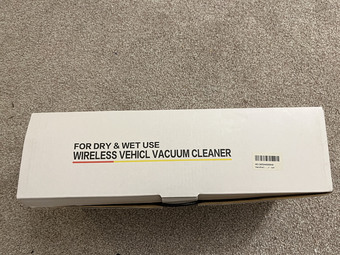 FOR DRY & WET USE
WIRELESS VEHICL VACUUM CLEANER